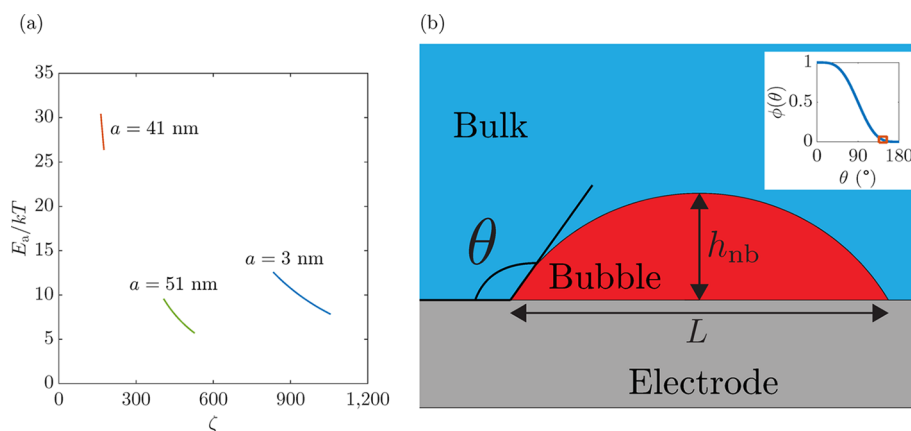 (a)
35
30
25
20
15
10
5
0
0 300 600 900 1,200
E_a/kT
ζ
a = 41 nm
a = 51 nm
a = 3 nm
(b)
Bulk
θ
Bubble
h_nb
L
Electrode
1
0.5
0
0 90 180
ϕ(θ)
θ (°)